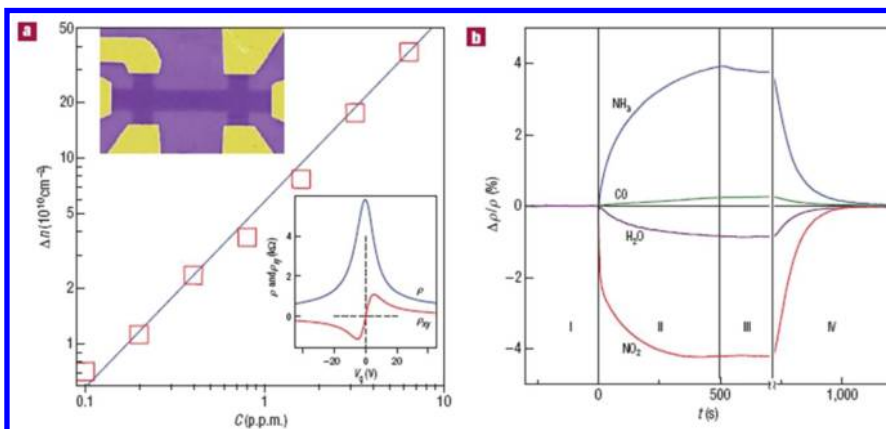 a
50
20
10
5
2
1
Δn (10¹⁰cm⁻²)
0.1
1
10
C (p.p.m.)
4
2
0
ρ and ρxy (kΩ)
ρ
ρxy
−20
0
20
Vg (V)
b
4
2
0
−2
−4
Δρ/ρ (%)
NH₃
CO
H₂O
NO₂
I
II
III
IV
0
500
1,000
t (s)